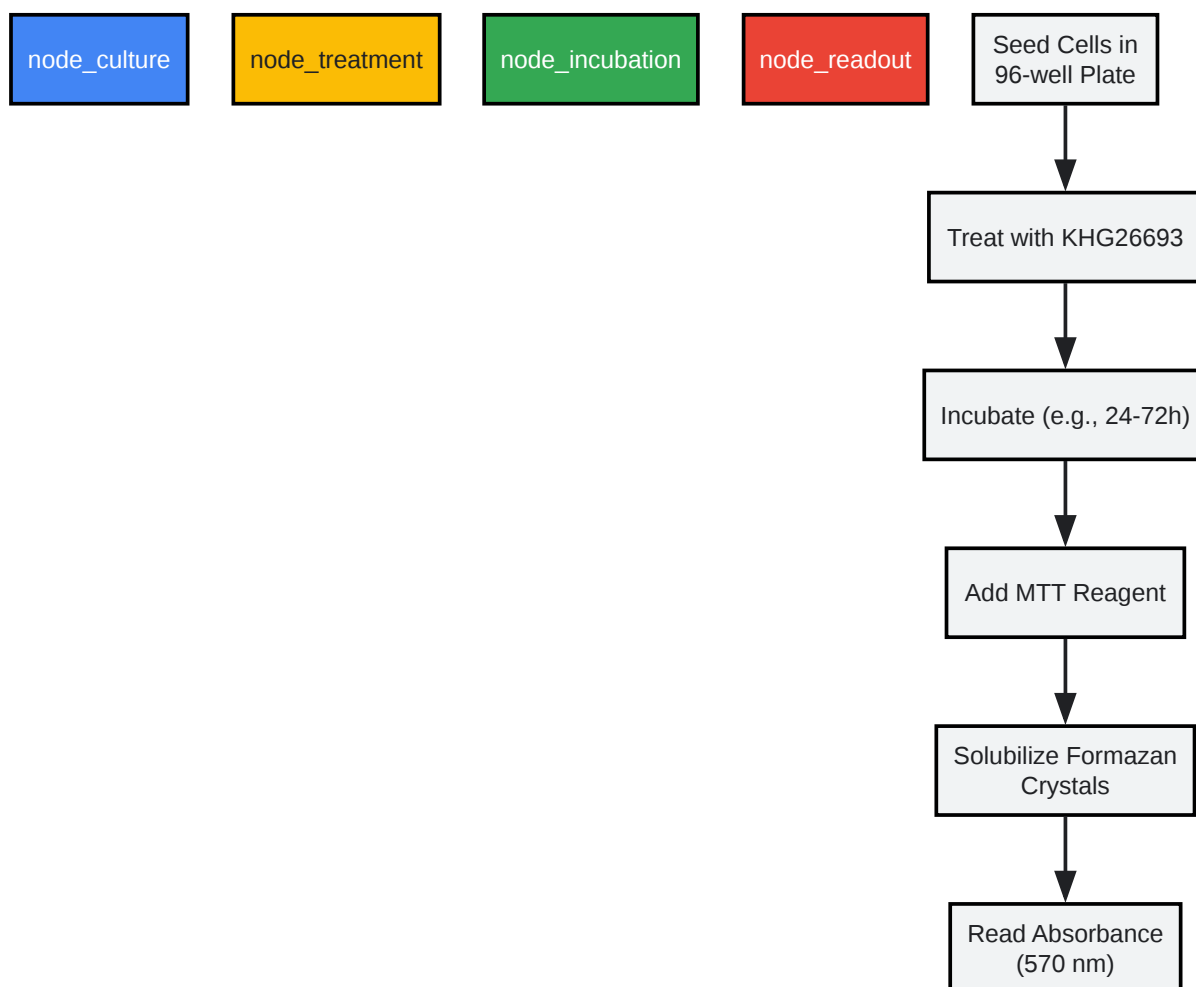 node_culture
node_treatment
node_incubation
node_readout
Seed Cells in
96-well Plate
Treat with KHG26693
Incubate (e.g., 24-72h)
Add MTT Reagent
Solubilize Formazan
Crystals
Read Absorbance
(570 nm)